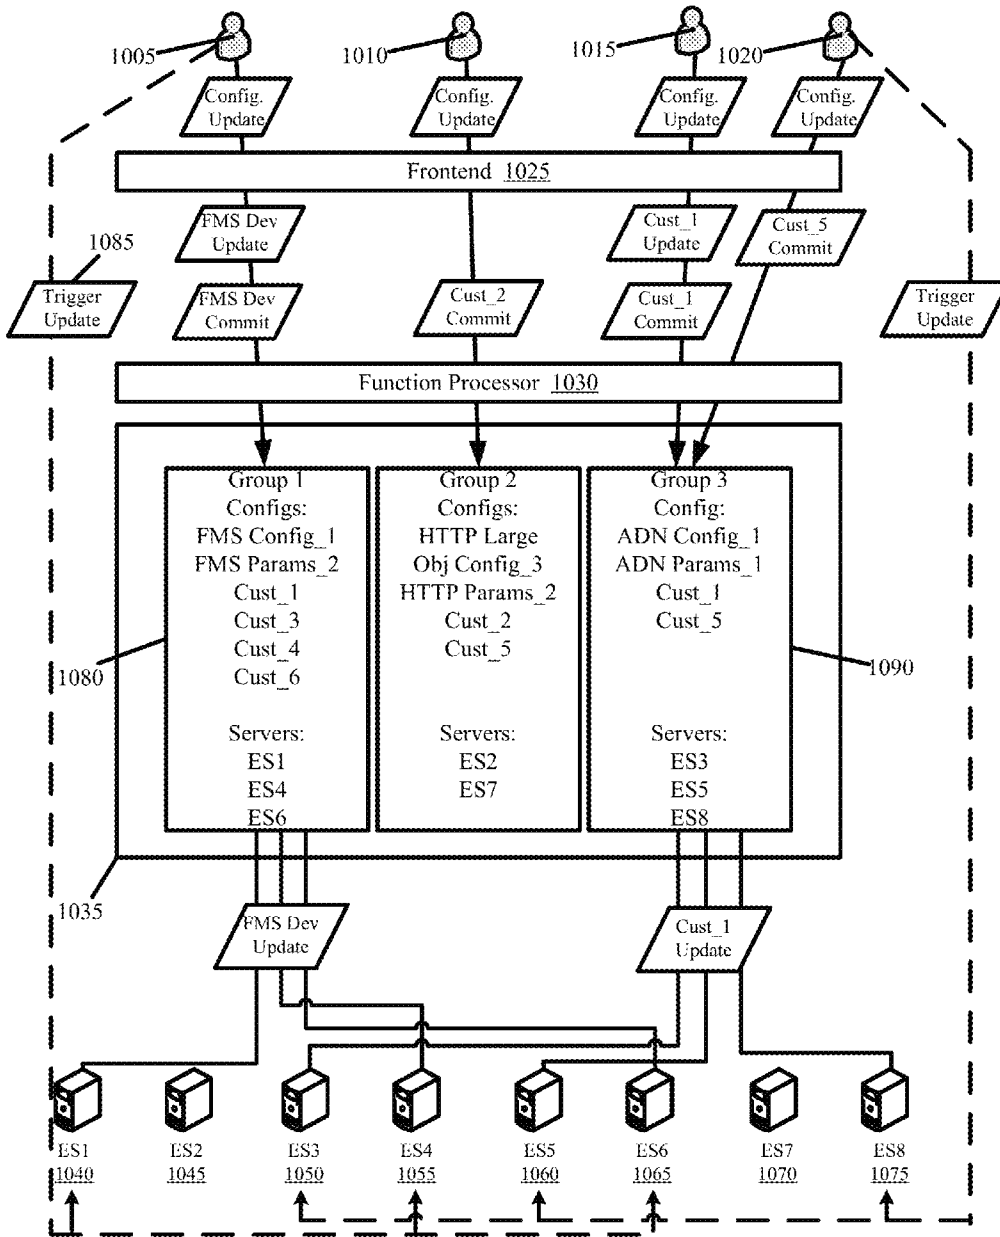 1005
1010
1015
1020
Config.
Update
Config.
Update
Config.
Update
Config.
Update
Frontend 1025
FMS Dev
Update
Cust_1
Update
Cust_5
Commit
1085
Trigger
Update
FMS Dev
Commit
Cust_2
Commit
Cust_1
Commit
Trigger
Update
Function Processor 1030
Group 1
Configs:
FMS Config_1
FMS Params_2
Cust_1
Cust_3
Cust_4
Cust_6
Servers:
ES1
ES4
ES6
Group 2
Configs:
HTTP Large
Obj Config_3
HTTP Params_2
Cust_2
Cust_5
Servers:
ES2
ES7
Group 3
Config:
ADN Config_1
ADN Params_1
Cust_1
Cust_5
Servers:
ES3
ES5
ES8
1080
1090
1035
FMS Dev
Update
Cust_1
Update
ES1
1040
ES2
1045
ES3
1050
ES4
1055
ES5
1060
ES6
1065
ES7
1070
ES8
1075